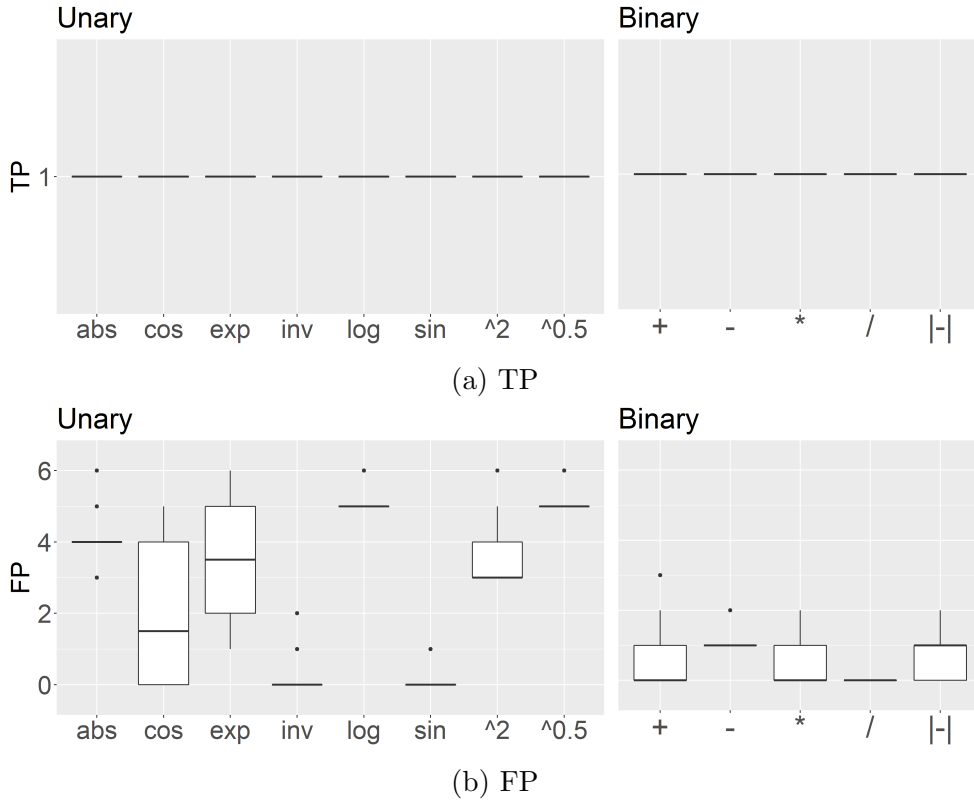 Unary Binary
TP
1
abs cos exp inv log sin ^2 ^0.5 + - * / |-|
(a) TP
Unary Binary
FP
6
4
2
0
abs cos exp inv log sin ^2 ^0.5 + - * / |-|
(b) FP